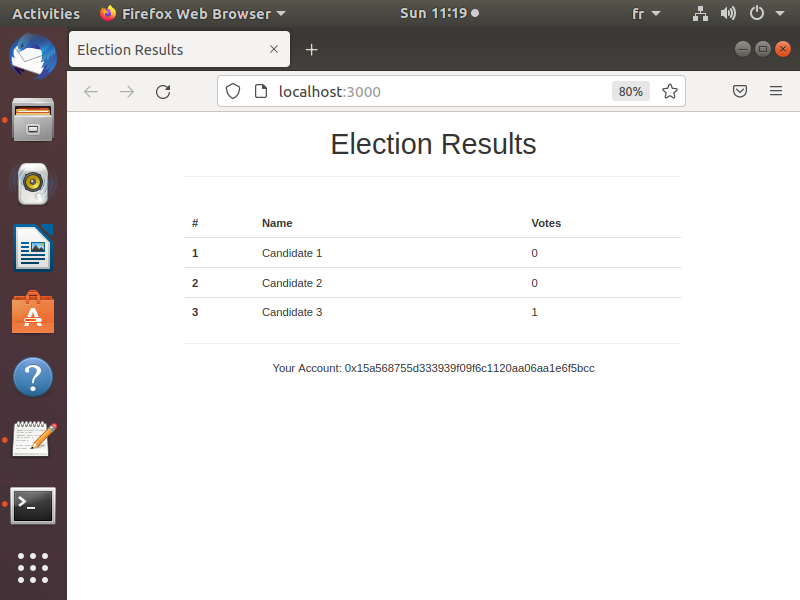 Activities Firefox Web Browser Sun 11:19 fr
Election Results
localhost:3000 80%
Election Results
# Name Votes
1 Candidate 1 0
2 Candidate 2 0
3 Candidate 3 1
Your Account: 0x15a568755d333939f09f6c1120aa06aa1e6f5bcc